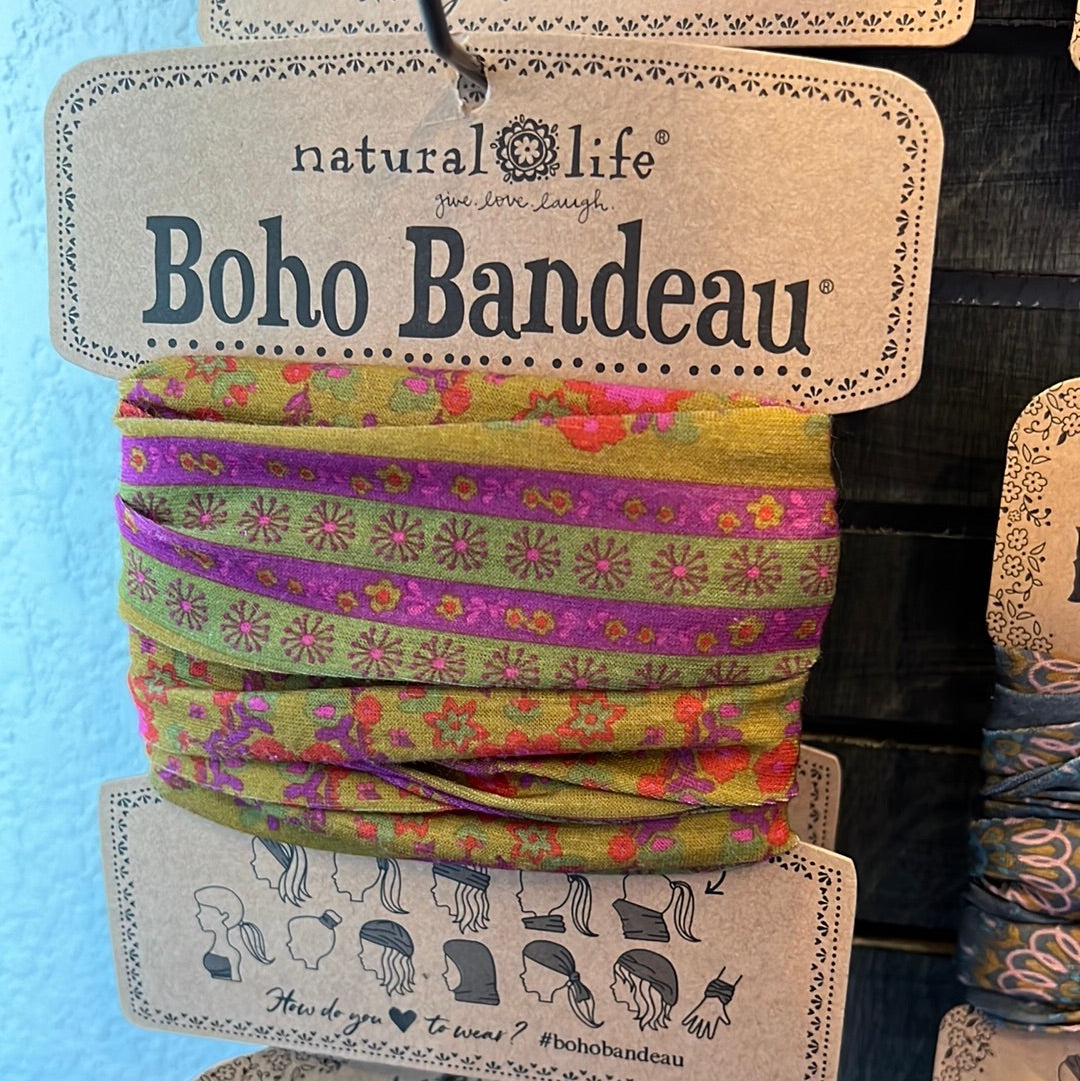 natural life®
give.love.laugh.
Boho Bandeau®
How do you ♥ to wear? #bohobandeau